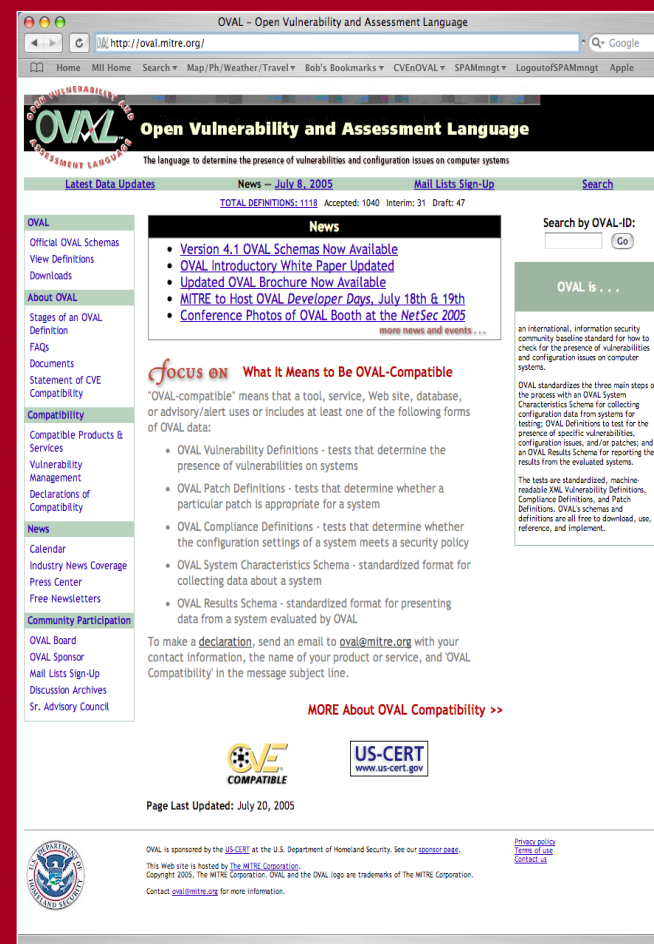 OVAL – Open Vulnerability and Assessment Language
http://oval.mitre.org/
Google
Home MII Home Search Map/Ph/Weather/Travel Bob's Bookmarks CVEnOVAL SPAMmngt LogoutofSPAMmngt Apple
OPEN VULNERABILITY AND ASSESSMENT LANGUAGE
OVAL
Open Vulnerability and Assessment Language
The language to determine the presence of vulnerabilities and configuration issues on computer systems
Latest Data Updates News — July 8, 2005 Mail Lists Sign-Up Search
TOTAL DEFINITIONS: 1118 Accepted: 1040 Interim: 31 Draft: 47
OVAL
Official OVAL Schemas
View Definitions
Downloads
About OVAL
Stages of an OVAL
Definition
FAQs
Documents
Statement of CVE
Compatibility
Compatibility
Compatible Products &
Services
Vulnerability
Management
Declarations of
Compatibility
News
Calendar
Industry News Coverage
Press Center
Free Newsletters
Community Participation
OVAL Board
OVAL Sponsor
Mail Lists Sign-Up
Discussion Archives
Sr. Advisory Council
News
• Version 4.1 OVAL Schemas Now Available
• OVAL Introductory White Paper Updated
• Updated OVAL Brochure Now Available
• MITRE to Host OVAL Developer Days, July 18th & 19th
• Conference Photos of OVAL Booth at the NetSec 2005
more news and events . . .
focus on What It Means to Be OVAL-Compatible
"OVAL-compatible" means that a tool, service, Web site, database,
or advisory/alert uses or includes at least one of the following forms
of OVAL data:
• OVAL Vulnerability Definitions - tests that determine the
presence of vulnerabilities on systems
• OVAL Patch Definitions - tests that determine whether a
particular patch is appropriate for a system
• OVAL Compliance Definitions - tests that determine whether
the configuration settings of a system meets a security policy
• OVAL System Characteristics Schema - standardized format for
collecting data about a system
• OVAL Results Schema - standardized format for presenting
data from a system evaluated by OVAL
To make a declaration, send an email to oval@mitre.org with your
contact information, the name of your product or service, and 'OVAL
Compatibility' in the message subject line.
MORE About OVAL Compatibility >>
CVE
COMPATIBLE
US-CERT
www.us-cert.gov
Page Last Updated: July 20, 2005
Search by OVAL-ID:
Go
OVAL is . . .
an international, information security
community baseline standard for how to
check for the presence of vulnerabilities
and configuration issues on computer
systems.
OVAL standardizes the three main steps o
the process with an OVAL System
Characteristics Schema for collecting
configuration data from systems for
testing; OVAL Definitions to test for the
presence of specific vulnerabilities,
configuration issues, and/or patches; and
an OVAL Results Schema for reporting the
results from the evaluated systems.
The tests are standardized, machine-
readable XML Vulnerability Definitions,
Compliance Definitions, and Patch
Definitions. OVAL's schemas and
definitions are all free to download, use,
reference, and implement.
OVAL is sponsored by the US-CERT at the U.S. Department of Homeland Security. See our sponsor page.
This Web site is hosted by The MITRE Corporation.
Copyright 2005, The MITRE Corporation. OVAL and the OVAL logo are trademarks of The MITRE Corporation.
Contact oval@mitre.org for more information.
Privacy policy
Terms of use
Contact us